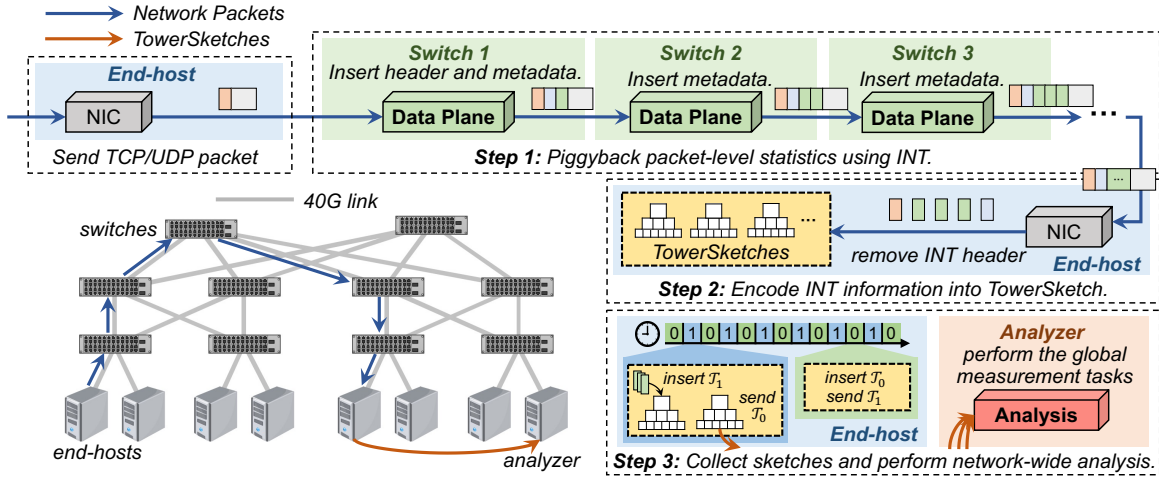 Network Packets
TowerSketches
End-host
NIC
Send TCP/UDP packet
Switch 1
Insert header and metadata.
Data Plane
Switch 2
Insert metadata.
Data Plane
Switch 3
Insert metadata.
Data Plane
...
Step 1: Piggyback packet-level statistics using INT.
40G link
switches
end-hosts
analyzer
...
NIC
remove INT header
End-host
...
TowerSketches
Step 2: Encode INT information into TowerSketch.
0 1 0 1 0 1 0 1 0 1 0
insert 𝒯1
send
𝒯0
insert 𝒯0
send 𝒯1
End-host
Analyzer
perform the global
measurement tasks
Analysis
Step 3: Collect sketches and perform network-wide analysis.